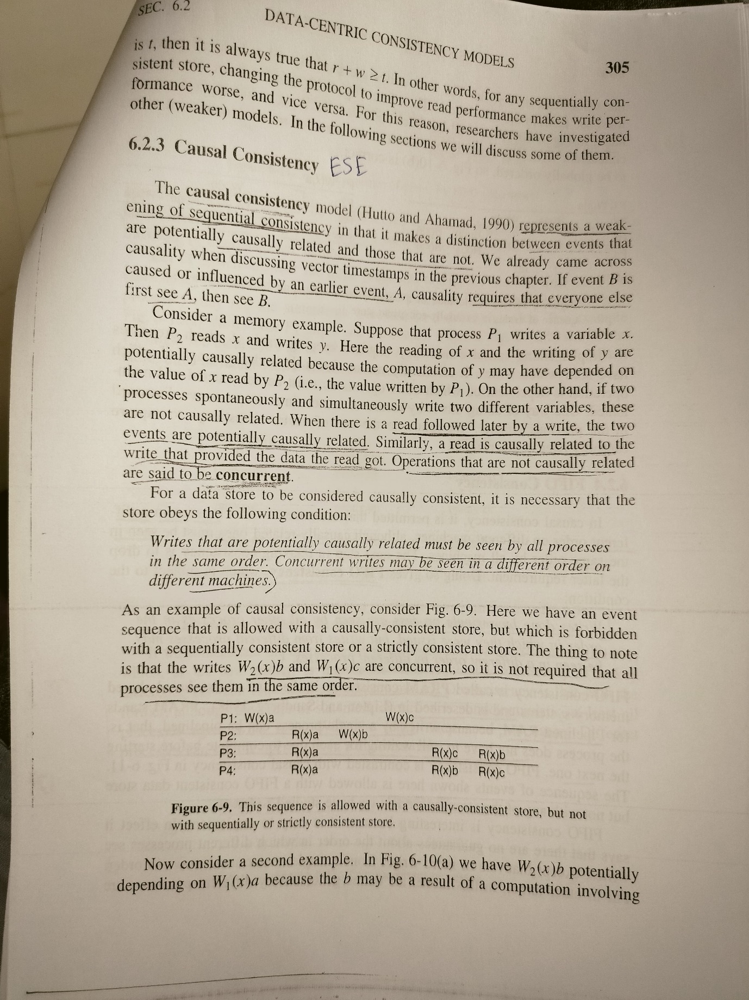 SEC. 6.2
DATA-CENTRIC CONSISTENCY MODELS
305
is t, then it is always true that r + w ≥ t. In other words, for any sequentially con-
sistent store, changing the protocol to improve read performance makes write per-
formance worse, and vice versa. For this reason, researchers have investigated
other (weaker) models. In the following sections we will discuss some of them.
6.2.3 Causal Consistency ESE
The causal consistency model (Hutto and Ahamad, 1990) represents a weak-
ening of sequential consistency in that it makes a distinction between events that
are potentially causally related and those that are not. We already came across
causality when discussing vector timestamps in the previous chapter. If event B is
caused or influenced by an earlier event, A, causality requires that everyone else
first see A, then see B.
Consider a memory example. Suppose that process P₁ writes a variable x.
Then P₂ reads x and writes y. Here the reading of x and the writing of y are
potentially causally related because the computation of y may have depended on
the value of x read by P₂ (i.e., the value written by P₁). On the other hand, if two
processes spontaneously and simultaneously write two different variables, these
are not causally related. When there is a read followed later by a write, the two
events are potentially causally related. Similarly, a read is causally related to the
write that provided the data the read got. Operations that are not causally related
are said to be concurrent.
For a data store to be considered causally consistent, it is necessary that the
store obeys the following condition:
Writes that are potentially causally related must be seen by all processes
in the same order. Concurrent writes may be seen in a different order on
different machines.)
As an example of causal consistency, consider Fig. 6-9. Here we have an event
sequence that is allowed with a causally-consistent store, but which is forbidden
with a sequentially consistent store or a strictly consistent store. The thing to note
is that the writes W₂(x)b and W₁(x)c are concurrent, so it is not required that all
processes see them in the same order.
P1: W(x)a W(x)c
P2: R(x)a W(x)b
P3: R(x)a R(x)c R(x)b
P4: R(x)a R(x)b R(x)c
Figure 6-9. This sequence is allowed with a causally-consistent store, but not
with sequentially or strictly consistent store.
Now consider a second example. In Fig. 6-10(a) we have W₂(x)b potentially
depending on W₁(x)a because the b may be a result of a computation involving